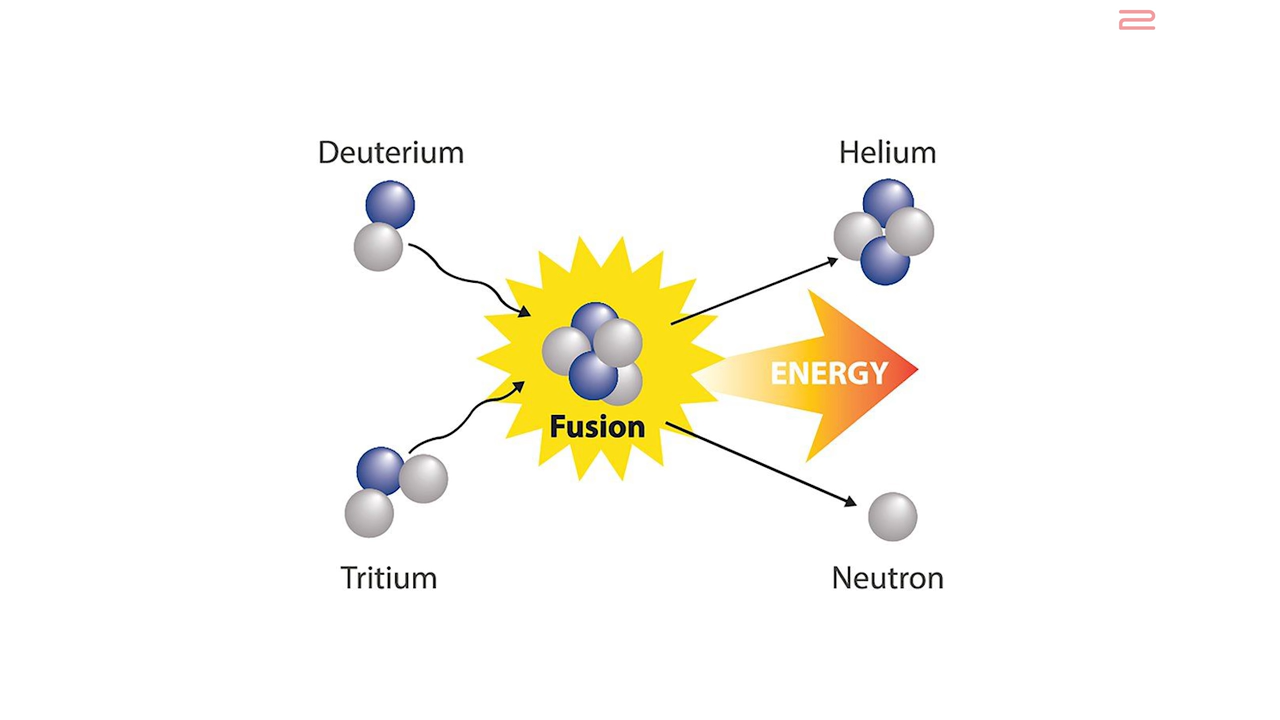 Deuterium
Helium
ENERGY
Fusion
Tritium
Neutron